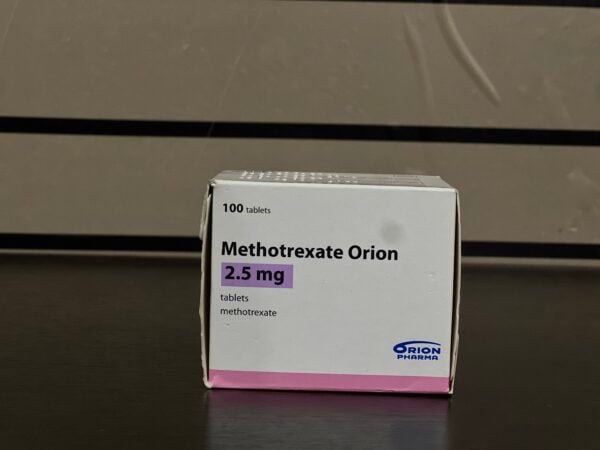 100 tablets
Methotrexate Orion
2.5 mg
tablets
methotrexate
ORION
PHARMA